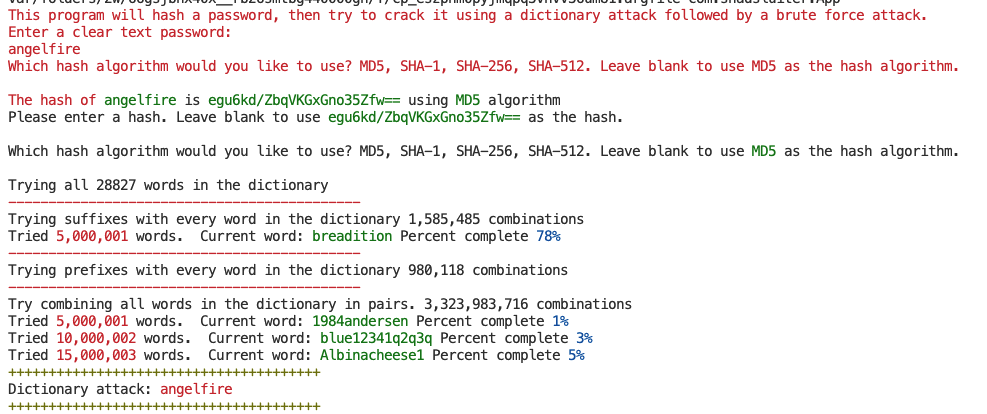 This program will hash a password, then try to crack it using a dictionary attack followed by a brute force attack.
Enter a clear text password:
angelfire
Which hash algorithm would you like to use? MD5, SHA-1, SHA-256, SHA-512. Leave blank to use MD5 as the hash algorithm.
The hash of angelfire is egu6kd/ZbqVKGxGno35Zfw== using MD5 algorithm
Please enter a hash. Leave blank to use egu6kd/ZbqVKGxGno35Zfw== as the hash.
Which hash algorithm would you like to use? MD5, SHA-1, SHA-256, SHA-512. Leave blank to use MD5 as the hash algorithm.
Trying all 28827 words in the dictionary
--------------------------------------------
Trying suffixes with every word in the dictionary 1,585,485 combinations
Tried 5,000,001 words.  Current word: breadition Percent complete 78%
--------------------------------------------
Trying prefixes with every word in the dictionary 980,118 combinations
--------------------------------------------
Try combining all words in the dictionary in pairs. 3,323,983,716 combinations
Tried 5,000,001 words.  Current word: 1984andersen Percent complete 1%
Tried 10,000,002 words.  Current word: blue12341q2q3q Percent complete 3%
Tried 15,000,003 words.  Current word: Albinacheese1 Percent complete 5%
+++++++++++++++++++++++++++++++++++++++
Dictionary attack: angelfire
+++++++++++++++++++++++++++++++++++++++